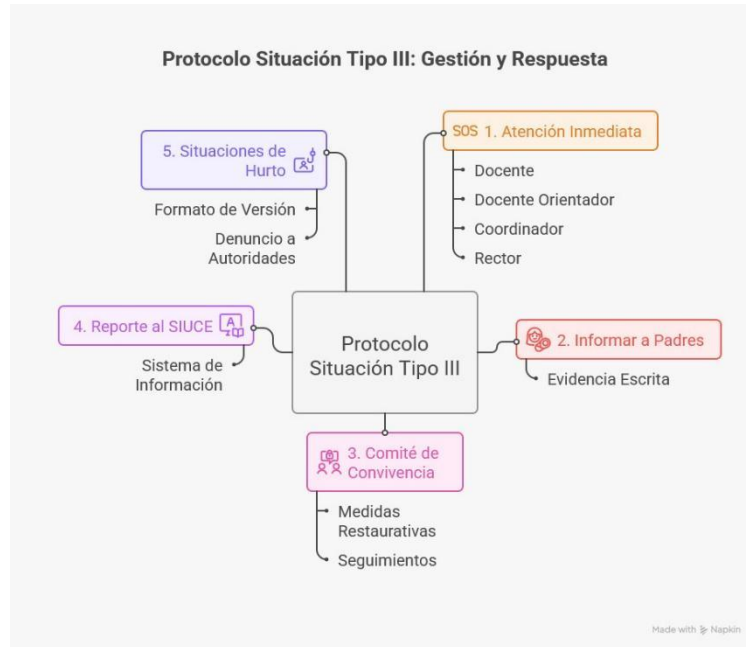 Protocolo Situación Tipo III: Gestión y Respuesta
SOS 1. Atención Inmediata
Docente
Docente Orientador
Coordinador
Rector
2. Informar a Padres
Evidencia Escrita
3. Comité de
Convivencia
Medidas
Restaurativas
Seguimientos
4. Reporte al SIUCE
Sistema de
Información
5. Situaciones de
Hurto
Formato de Versión
Denuncio a
Autoridades
Protocolo
Situación Tipo III
Made with Napkin